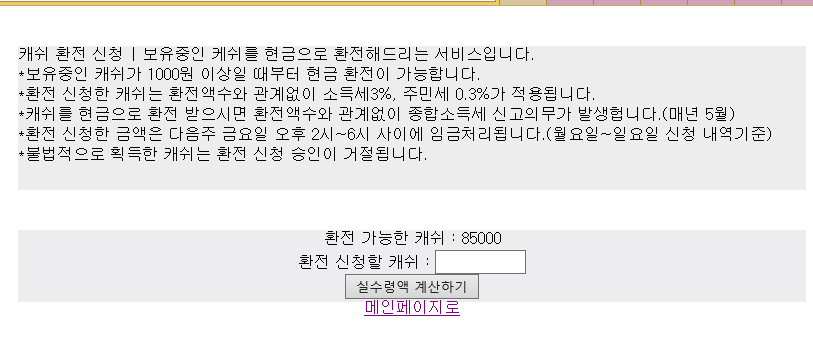 캐쉬 환전 신청 | 보유중인 케쉬를 현금으로 환전해드리는 서비스입니다.
*보유중인 캐쉬가 1000원 이상일 때부터 현금 환전이 가능합니다.
*환전 신청한 캐쉬는 환전액수와 관계없이 소득세3%, 주민세 0.3%가 적용됩니다.
*캐쉬를 현금으로 환전 받으시면 환전액수와 관계없이 종합소득세 신고의무가 발생헙니다.(매년 5월)
*환전 신청한 금액은 다음주 금요일 오후 2시~6시 사이에 임금처리됩니다.(월요일~일요일 신청 내역기준)
*불법적으로 획득한 캐쉬는 환전 신청 승인이 거절됩니다.
환전 가능한 캐쉬 : 85000
환전 신청할 캐쉬 :
실수령액 계산하기
메인페이지로